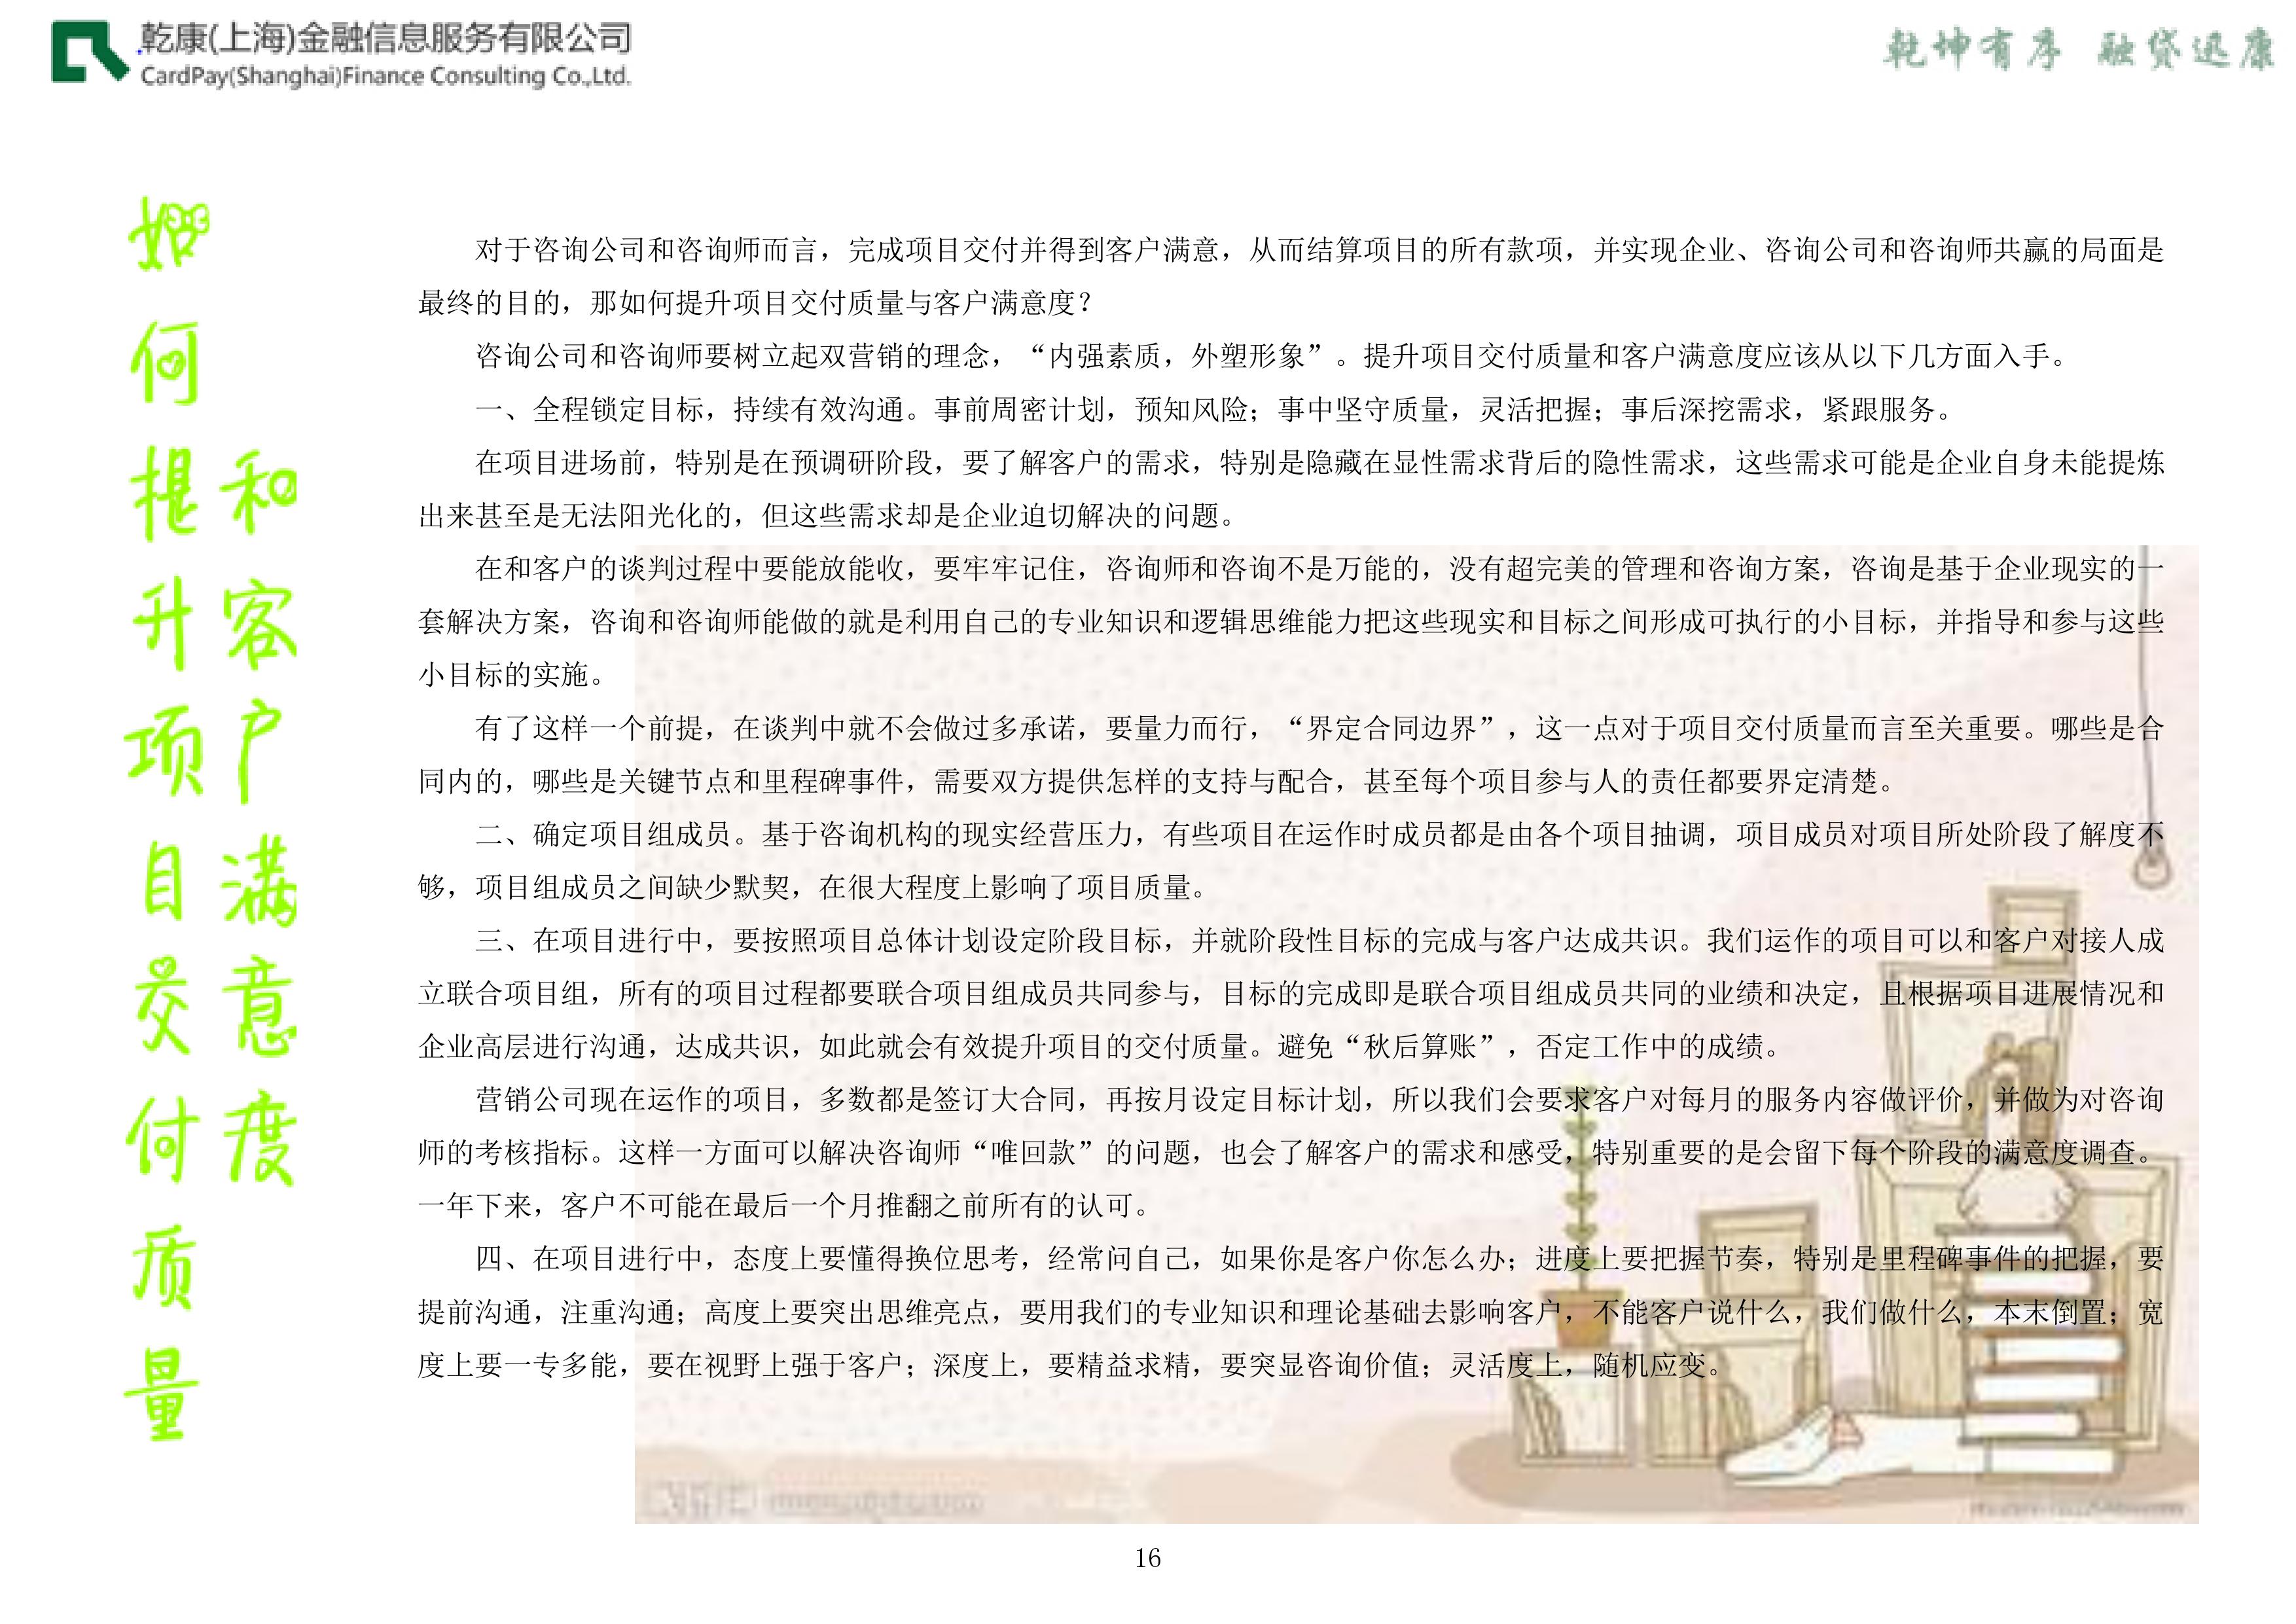 乾康(上海)金融信息服务有限公司
CardPay(Shanghai)Finance Consulting Co.,Ltd.
乾坤有序 融贷迅康
如何提升项目交付质量
和客户满意度
对于咨询公司和咨询师而言，完成项目交付并得到客户满意，从而结算项目的所有款项，并实现企业、咨询公司和咨询师共赢的局面是
最终的目的，那如何提升项目交付质量与客户满意度？
咨询公司和咨询师要树立起双营销的理念，“内强素质，外塑形象”。提升项目交付质量和客户满意度应该从以下几方面入手。
一、全程锁定目标，持续有效沟通。事前周密计划，预知风险；事中坚守质量，灵活把握；事后深挖需求，紧跟服务。
在项目进场前，特别是在预调研阶段，要了解客户的需求，特别是隐藏在显性需求背后的隐性需求，这些需求可能是企业自身未能提炼
出来甚至是无法阳光化的，但这些需求却是企业迫切解决的问题。
在和客户的谈判过程中要能放能收，要牢牢记住，咨询师和咨询不是万能的，没有超完美的管理和咨询方案，咨询是基于企业现实的一
套解决方案，咨询和咨询师能做的就是利用自己的专业知识和逻辑思维能力把这些现实和目标之间形成可执行的小目标，并指导和参与这些
小目标的实施。
有了这样一个前提，在谈判中就不会做过多承诺，要量力而行，“界定合同边界”，这一点对于项目交付质量而言至关重要。哪些是合
同内的，哪些是关键节点和里程碑事件，需要双方提供怎样的支持与配合，甚至每个项目参与人的责任都要界定清楚。
二、确定项目组成员。基于咨询机构的现实经营压力，有些项目在运作时成员都是由各个项目抽调，项目成员对项目所处阶段了解度不
够，项目组成员之间缺少默契，在很大程度上影响了项目质量。
三、在项目进行中，要按照项目总体计划设定阶段目标，并就阶段性目标的完成与客户达成共识。我们运作的项目可以和客户对接人成
立联合项目组，所有的项目过程都要联合项目组成员共同参与，目标的完成即是联合项目组成员共同的业绩和决定，且根据项目进展情况和
企业高层进行沟通，达成共识，如此就会有效提升项目的交付质量。避免“秋后算账”，否定工作中的成绩。
营销公司现在运作的项目，多数都是签订大合同，再按月设定目标计划，所以我们会要求客户对每月的服务内容做评价，并做为对咨询
师的考核指标。这样一方面可以解决咨询师“唯回款”的问题，也会了解客户的需求和感受，特别重要的是会留下每个阶段的满意度调查。
一年下来，客户不可能在最后一个月推翻之前所有的认可。
四、在项目进行中，态度上要懂得换位思考，经常问自己，如果你是客户你怎么办；进度上要把握节奏，特别是里程碑事件的把握，要
提前沟通，注重沟通；高度上要突出思维亮点，要用我们的专业知识和理论基础去影响客户，不能客户说什么，我们做什么，本末倒置；宽
度上要一专多能，要在视野上强于客户；深度上，要精益求精，要突显咨询价值；灵活度上，随机应变。
16